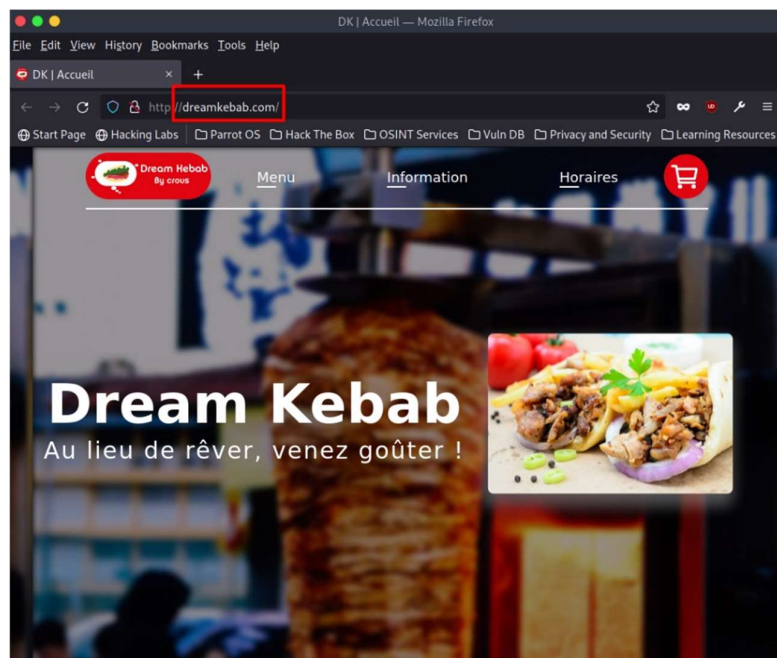 DK | Accueil — Mozilla Firefox
File Edit View History Bookmarks Tools Help
DK | Accueil × +
http://dreamkebab.com/
Start Page Hacking Labs Parrot OS Hack The Box OSINT Services Vuln DB Privacy and Security Learning Resources
Dream Kebab
By crous
Menu Information Horaires
Dream Kebab
Au lieu de rêver, venez goûter !